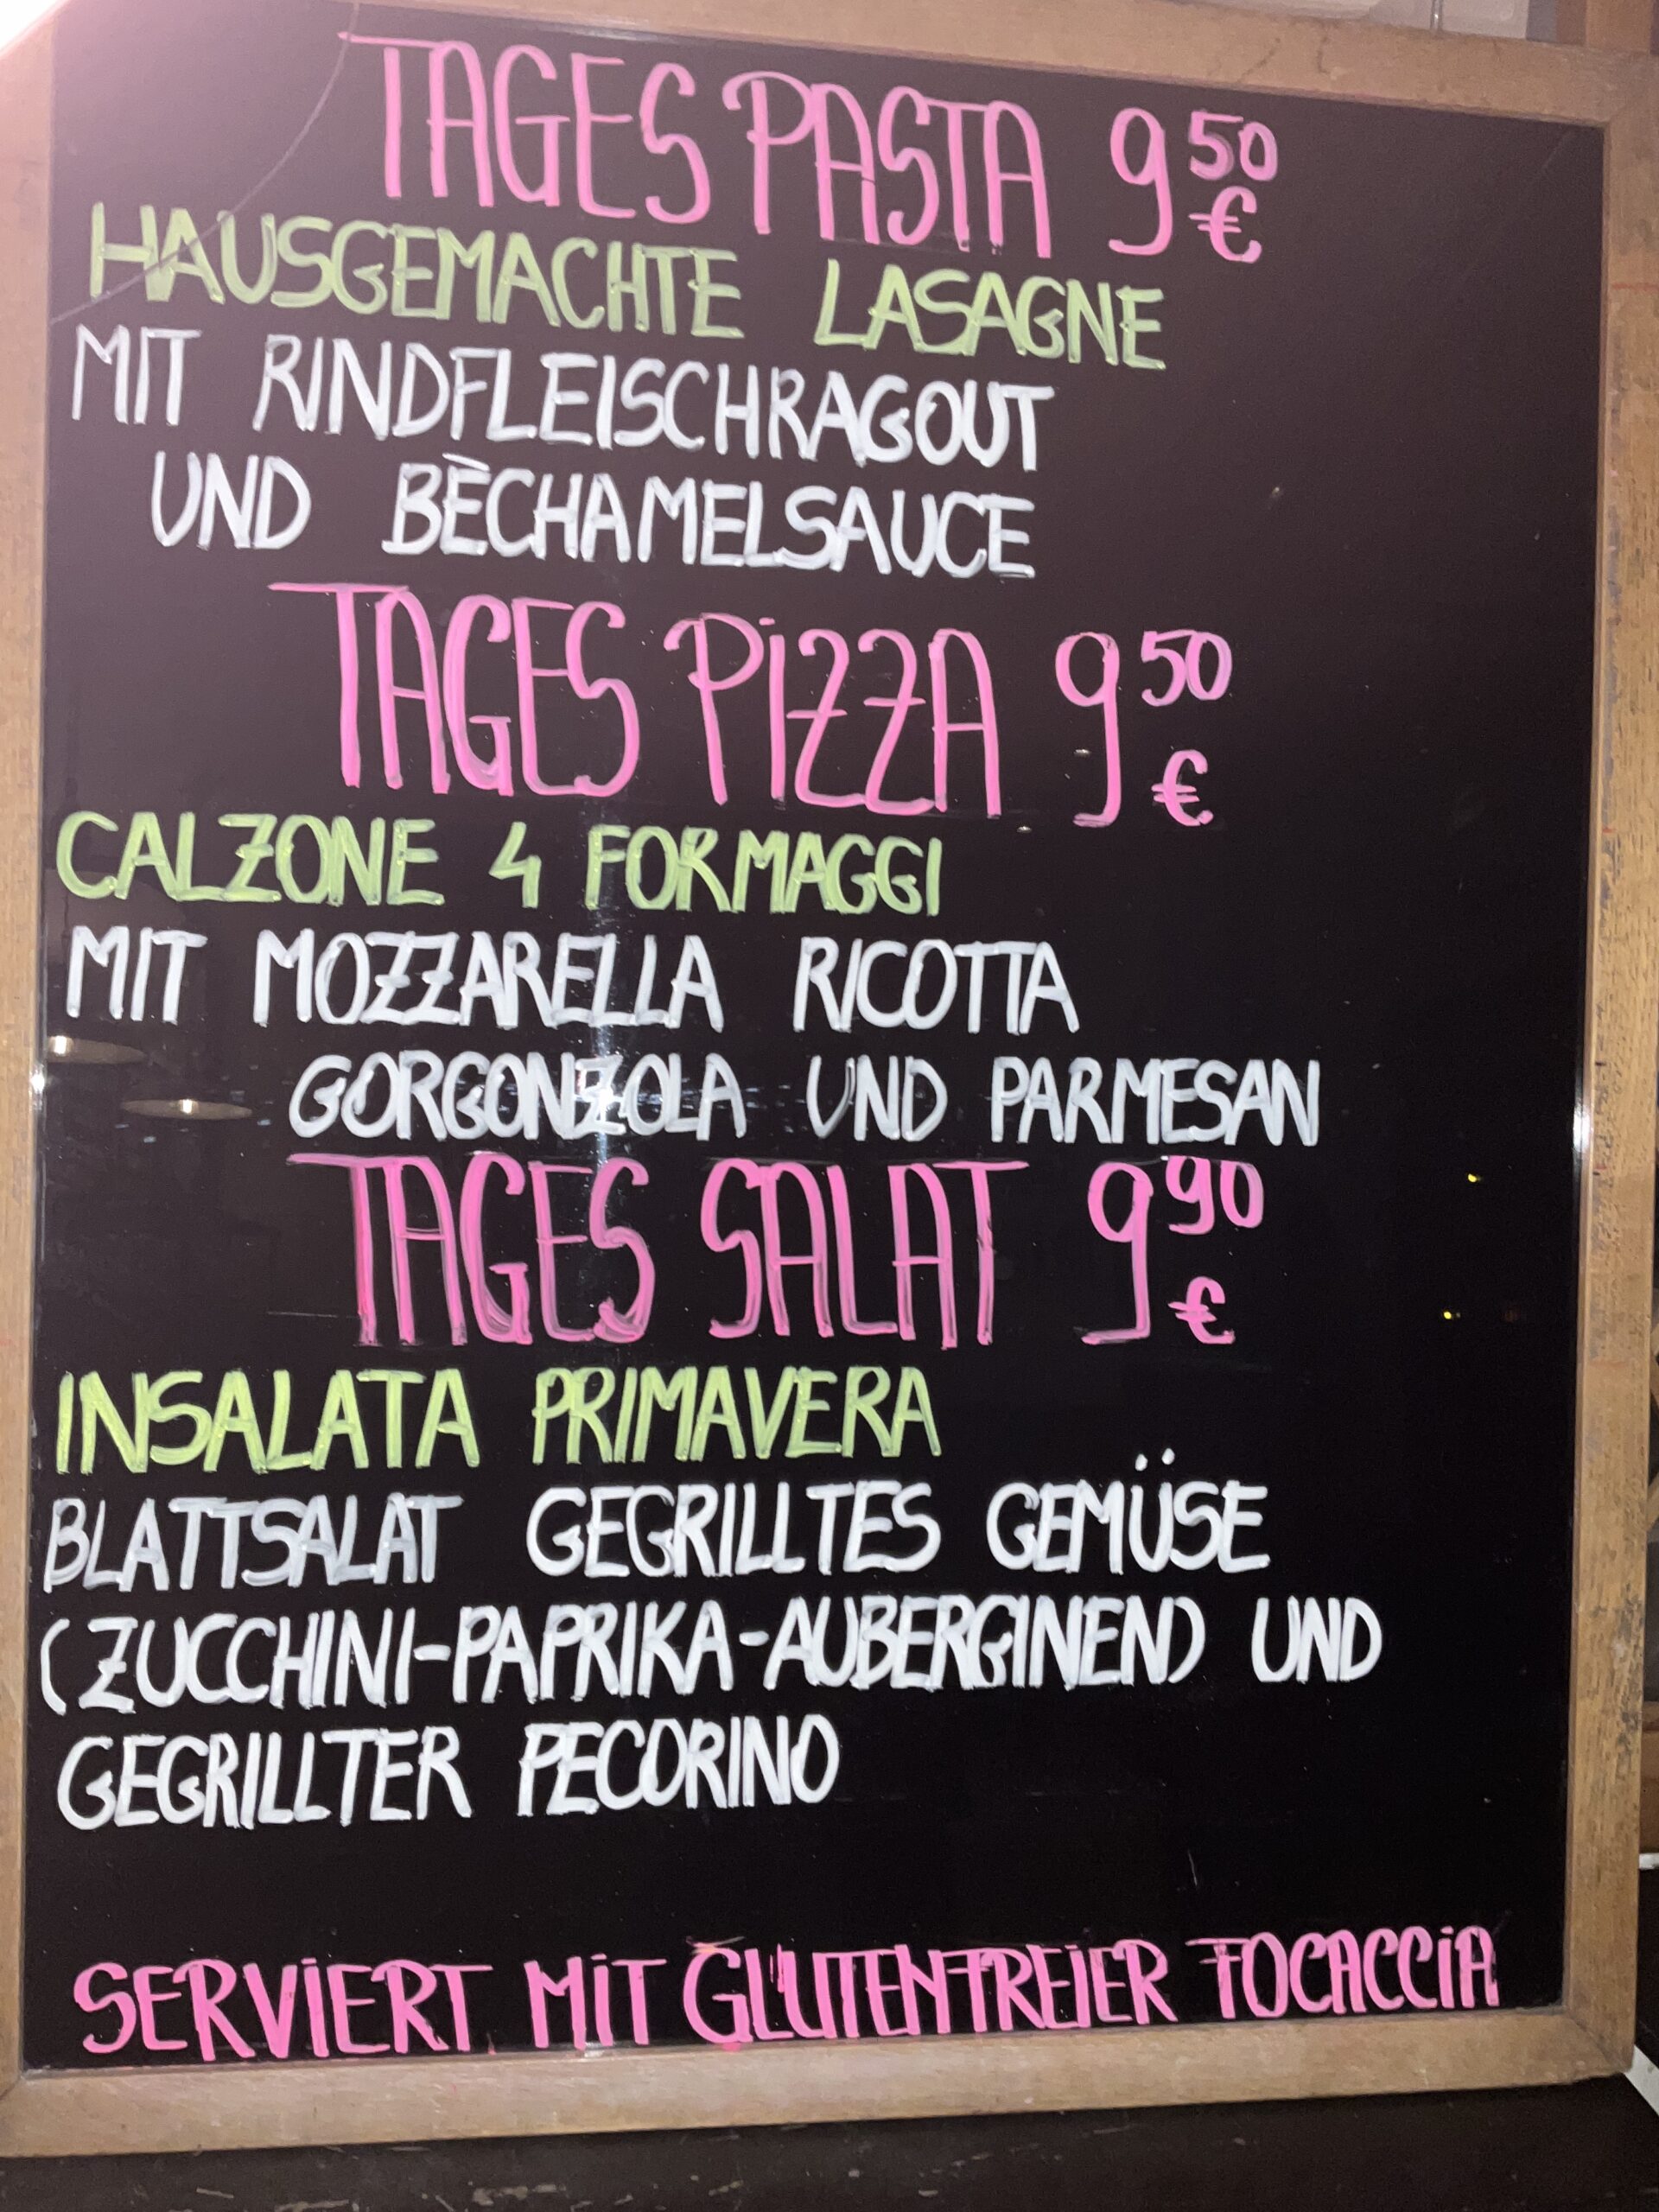 TAGES PASTA 9 50 €
HAUSGEMACHTE LASAGNE
MIT RINDFLEISCHRAGOUT
UND BÈCHAMELSAUCE
TAGES PiZZA 9 50 €
CALZONE 4 FORMAGGI
MIT MOZZARELLA RICOTTA
GORGONZOLA UND PARMESAN
TAGES SALAT 9 90 €
INSALATA PRIMAVERA
BLATTSALAT GEGRILLTES GEMÜSE
(ZUCCHINI-PAPRIKA-AUBERGINEN) UND
GEGRILLTER PECORINO
SERViERT MiT GLUTENFREiER FOCACCiA